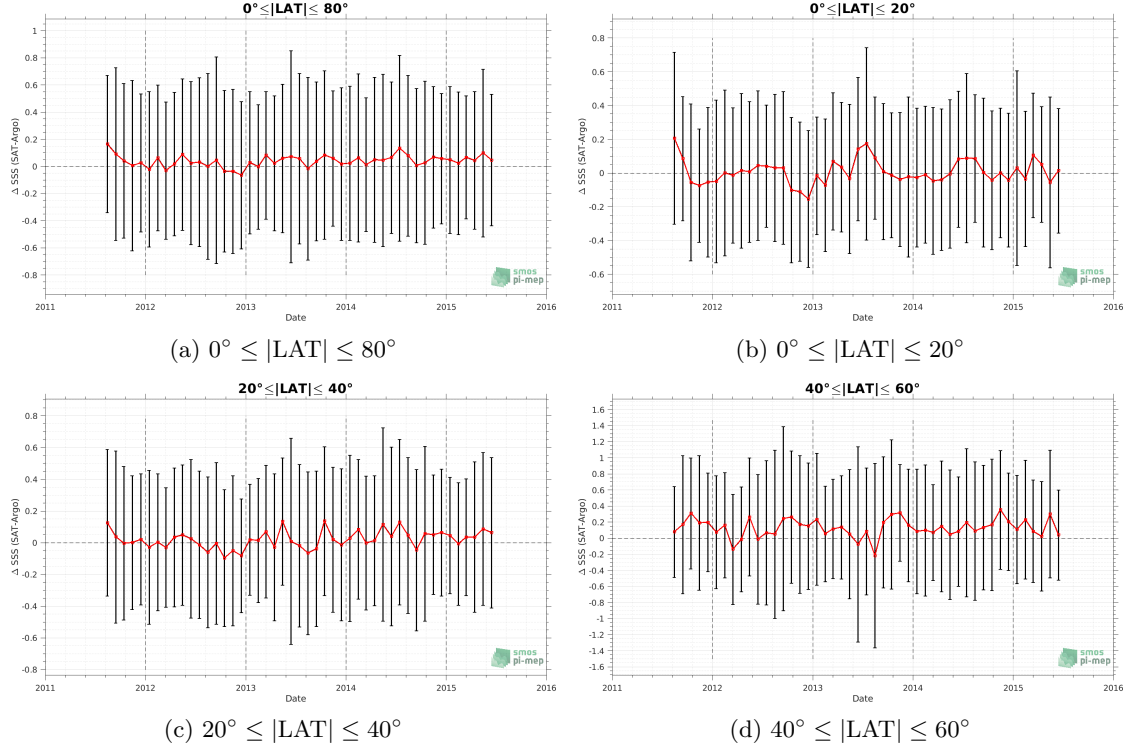 0°≤|LAT|≤ 80°
Δ SSS (SAT-Argo)
1
0.8
0.6
0.4
0.2
0
-0.2
-0.4
-0.6
-0.8
2011
2012
2013
2014
2015
2016
Date
smos
pi-mep
(a) 0° ≤ |LAT| ≤ 80°
0°≤|LAT|≤ 20°
Δ SSS (SAT-Argo)
0.8
0.6
0.4
0.2
0
-0.2
-0.4
-0.6
2011
2012
2013
2014
2015
2016
Date
smos
pi-mep
(b) 0° ≤ |LAT| ≤ 20°
20°≤|LAT|≤ 40°
Δ SSS (SAT-Argo)
0.8
0.6
0.4
0.2
0
-0.2
-0.4
-0.6
-0.8
2011
2012
2013
2014
2015
2016
Date
smos
pi-mep
(c) 20° ≤ |LAT| ≤ 40°
40°≤|LAT|≤ 60°
Δ SSS (SAT-Argo)
1.6
1.4
1.2
1
0.8
0.6
0.4
0.2
0
-0.2
-0.4
-0.6
-0.8
-1
-1.2
-1.4
-1.6
2011
2012
2013
2014
2015
2016
Date
smos
pi-mep
(d) 40° ≤ |LAT| ≤ 60°